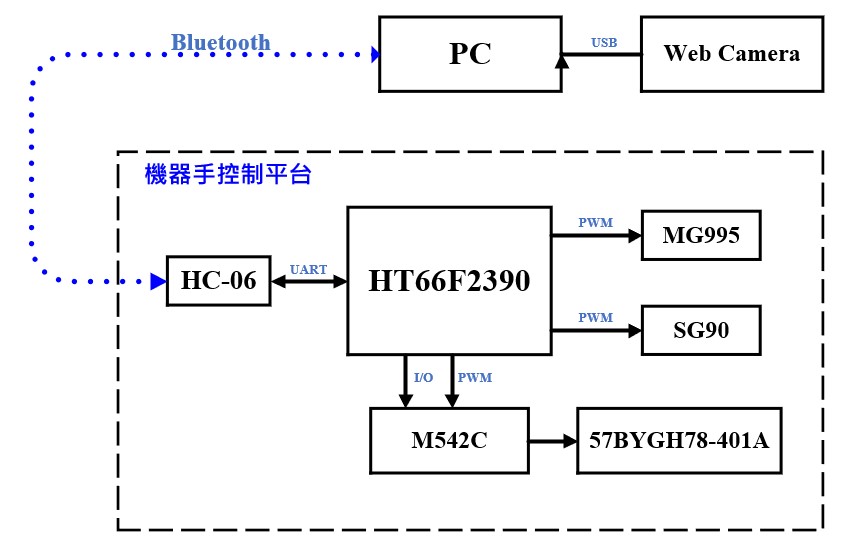 Bluetooth
PC
USB
Web Camera
機器手控制平台
HC-06
UART
HT66F2390
PWM
MG995
PWM
SG90
I/O
PWM
M542C
57BYGH78-401A